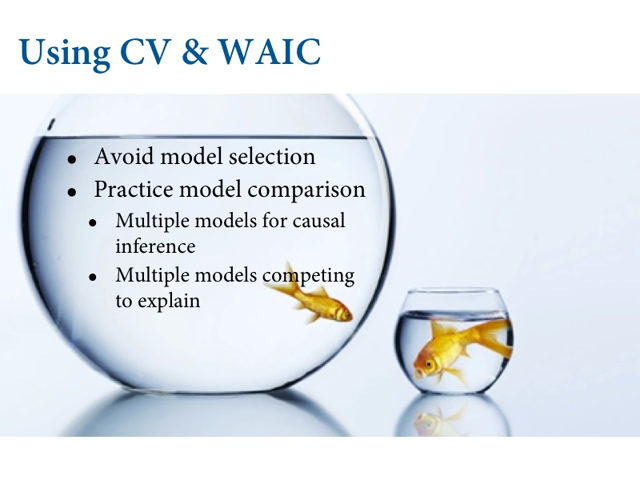 Using CV & WAIC
• Avoid model selection
• Practice model comparison
• Multiple models for causal
inference
• Multiple models competing
to explain